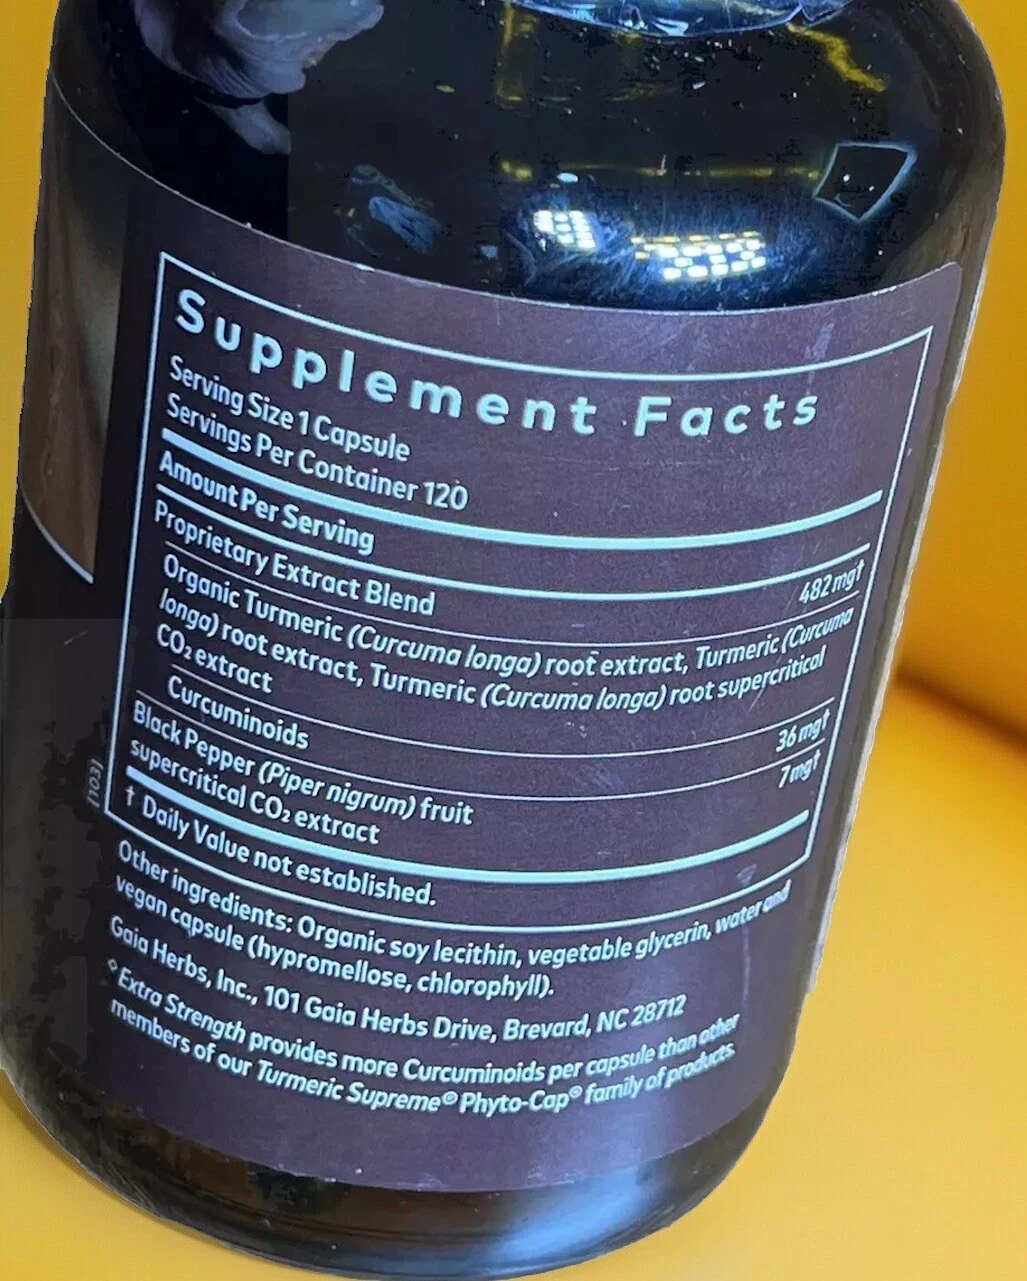 Supplement Facts
Serving Size 1 Capsule
Servings Per Container 120
Amount Per Serving
Proprietary Extract Blend 482 mg†
Organic Turmeric (Curcuma longa) root extract, Turmeric (Curcuma
longa) root extract, Turmeric (Curcuma longa) root supercritical
CO₂ extract
Curcuminoids 36 mg†
Black Pepper (Piper nigrum) fruit 7 mg†
supercritical CO₂ extract
† Daily Value not established.
Other ingredients: Organic soy lecithin, vegetable glycerin, water and
vegan capsule (hypromellose, chlorophyll).
Gaia Herbs, Inc., 101 Gaia Herbs Drive, Brevard, NC 28712
◊Extra Strength provides more Curcuminoids per capsule than other
members of our Turmeric Supreme® Phyto-Cap® family of products.